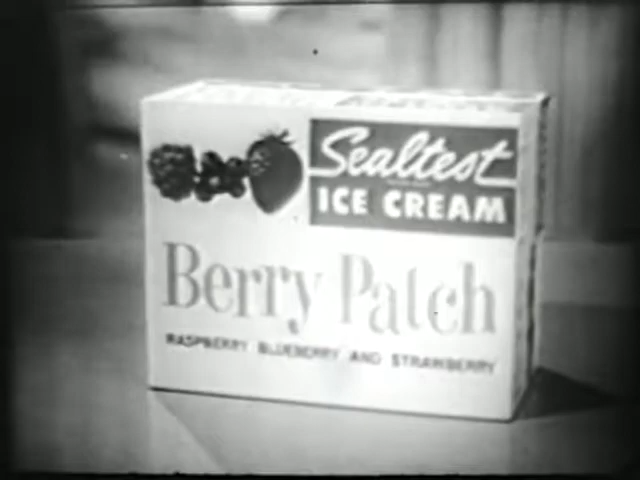 Sealtest
ICE CREAM
Berry Patch
RASPBERRY BLUEBERRY AND STRAWBERRY